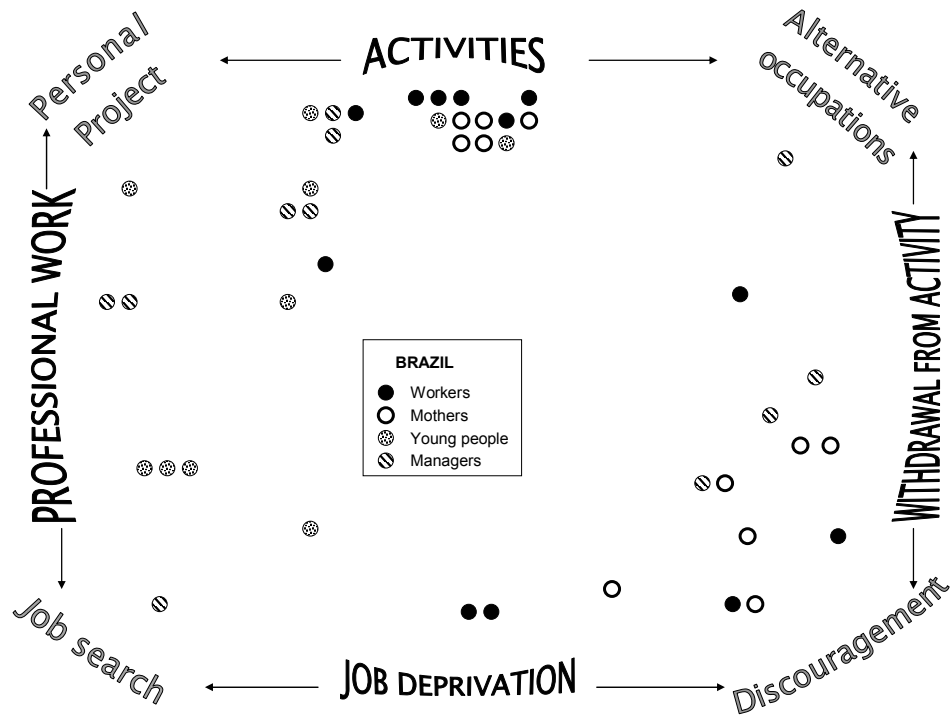 Personal
Project
ACTIVITIES
Alternative
occupations
PROFESSIONAL WORK
WITHDRAWAL FROM ACTIVITY
BRAZIL
Workers
Mothers
Young people
Managers
Job search
JOB DEPRIVATION
Discouragement